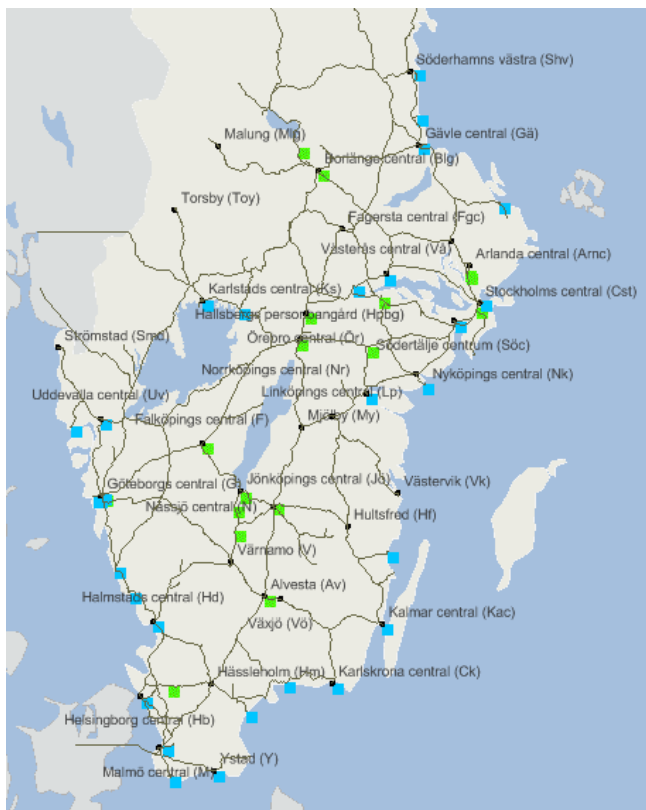 Söderhamns västra (Shv)
Malung (Mlg)
Gävle central (Gä)
Borlänge central (Blg)
Torsby (Toy)
Fagersta central (Fgc)
Västerås central (Vå)
Arlanda central (Arnc)
Karlstads central (Ks)
Stockholms central (Cst)
Hallsbergs personbangård (Hpbg)
Strömstad (Smd)
Örebro central (Ör)
Södertälje centrum (Söc)
Norrköpings central (Nr)
Nyköpings central (Nk)
Uddevalla central (Uv)
Linköpings central (Lp)
Falköpings central (F)
Mjölby (My)
Göteborgs central (G)
Jönköpings central (Jö)
Västervik (Vk)
Nässjö central (N)
Hultsfred (Hf)
Värnamo (V)
Alvesta (Av)
Halmstads central (Hd)
Kalmar central (Kac)
Växjö (Vö)
Hässleholm (Hm)
Karlskrona central (Ck)
Helsingborg central (Hb)
Ystad (Y)
Malmö central (M)